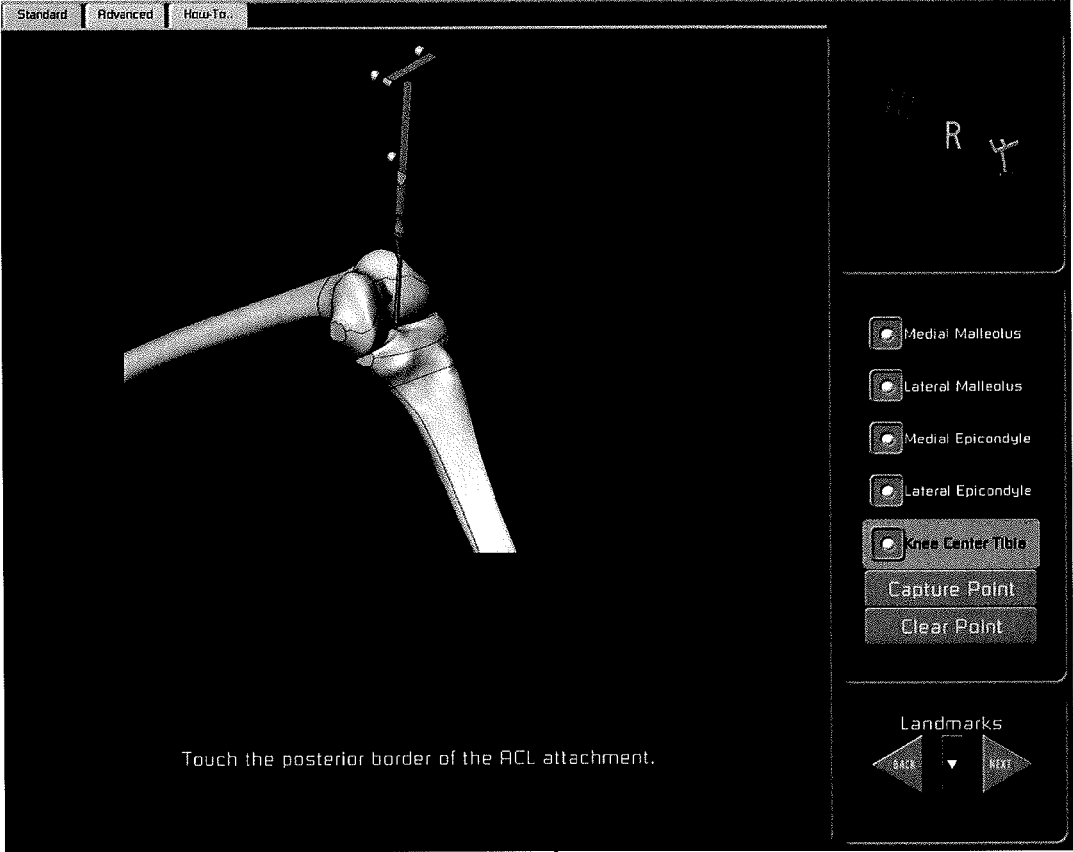 Standard
Advanced
How-To..
R
Medial Malleolus
Lateral Malleolus
Medial Epicondyle
Lateral Epicondyle
Knee Center Tibia
Capture Point
Clear Point
Landmarks
BACK
NEXT
Touch the posterior border of the ACL attachment.